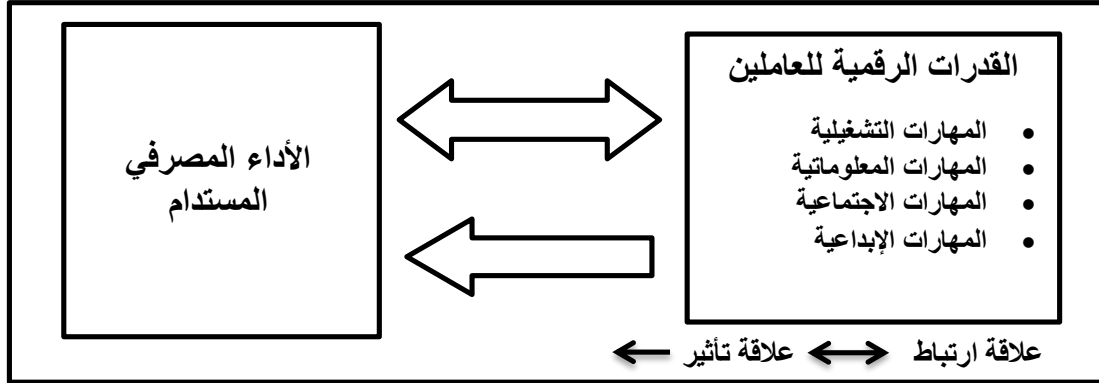 القدرات الرقمية للعاملين
• المهارات التشغيلية
• المهارات المعلوماتية
• المهارات الاجتماعية
• المهارات الإبداعية
الأداء المصرفي
المستدام
علاقة ارتباط علاقة تأثير